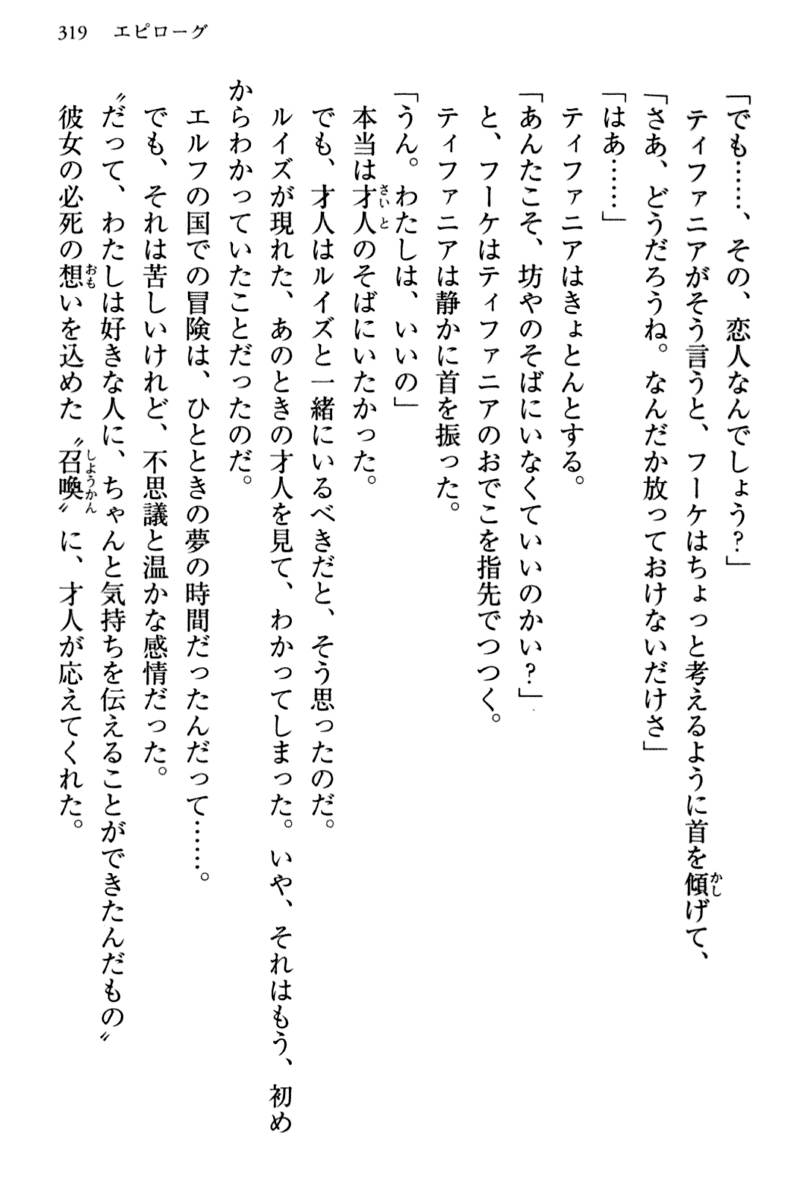 319　エピローグ
「でも……、その、恋人なんでしょう？」
　ティファニアがそう言うと、フーケはちょっと考えるように首を傾げて、
「さあ、どうだろうね。なんだか放っておけないだけさ」
「はあ……」
　ティファニアはきょとんとする。
「あんたこそ、坊やのそばにいなくていいのかい？」
　と、フーケはティファニアのおでこを指先でつつく。
　ティファニアは静かに首を振った。
「うん。わたしは、いいの」
　本当は才人のそばにいたかった。
　でも、才人はルイズと一緒にいるべきだと、そう思ったのだ。
　ルイズが現れた、あのときの才人を見て、わかってしまった。いや、それはもう、初め
からわかっていたことだったのだ。
　エルフの国での冒険は、ひとときの夢の時間だったんだって……。
　でも、それは苦しいけれど、不思議と温かな感情だった。
〝だって、わたしは好きな人に、ちゃんと気持ちを伝えることができたんだもの〟
　彼女の必死の想いを込めた〝召喚〟に、才人が応えてくれた。